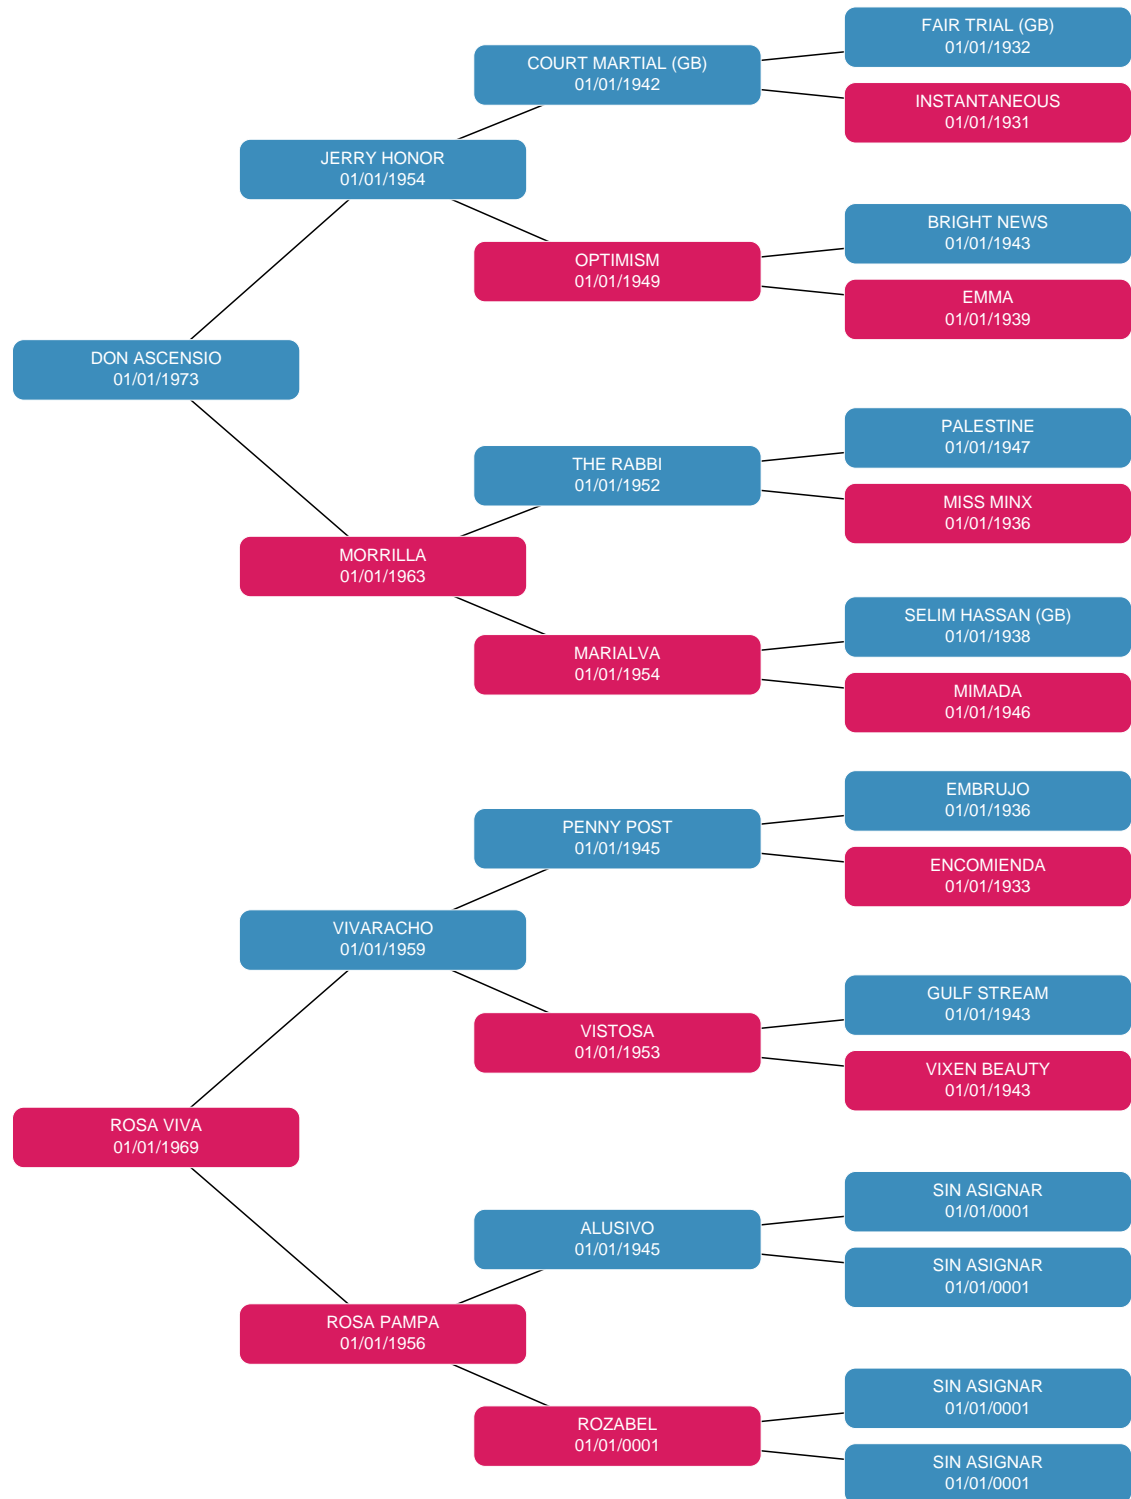 FAIR TRIAL (GB)
01/01/1932
COURT MARTIAL (GB)
01/01/1942
INSTANTANEOUS
01/01/1931
JERRY HONOR
01/01/1954
BRIGHT NEWS
01/01/1943
OPTIMISM
01/01/1949
EMMA
01/01/1939
DON ASCENSIO
01/01/1973
PALESTINE
01/01/1947
THE RABBI
01/01/1952
MISS MINX
01/01/1936
MORRILLA
01/01/1963
SELIM HASSAN (GB)
01/01/1938
MARIALVA
01/01/1954
MIMADA
01/01/1946
EMBRUJO
01/01/1936
PENNY POST
01/01/1945
ENCOMIENDA
01/01/1933
VIVARACHO
01/01/1959
GULF STREAM
01/01/1943
VISTOSA
01/01/1953
VIXEN BEAUTY
01/01/1943
ROSA VIVA
01/01/1969
SIN ASIGNAR
01/01/0001
ALUSIVO
01/01/1945
SIN ASIGNAR
01/01/0001
ROSA PAMPA
01/01/1956
SIN ASIGNAR
01/01/0001
ROZABEL
01/01/0001
SIN ASIGNAR
01/01/0001